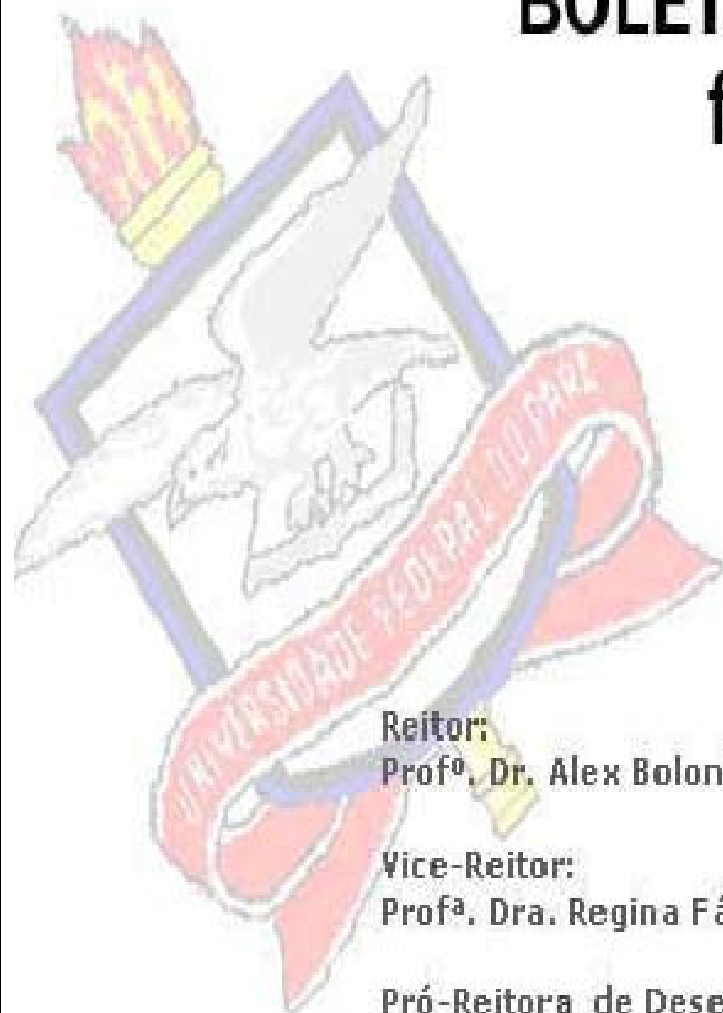 BOLET
f
UNIVERSIDADE FEDERAL DO PARÁ
Reitor:
Profº. Dr. Alex Bolon
Vice-Reitor:
Profª. Dra. Regina Fá
Pró-Reitora de Dese